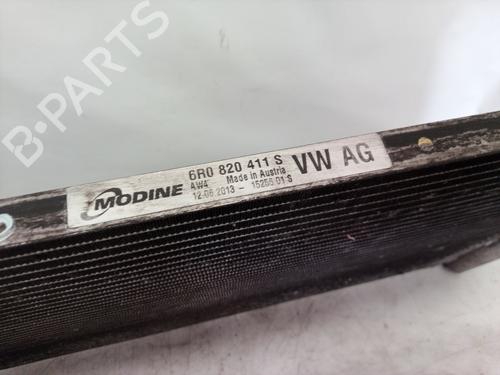 B-PARTS
MODINE
6R0 820 411 S
AW4 Made in Austria
12-06 2013 - 15256 01 S
VW AG